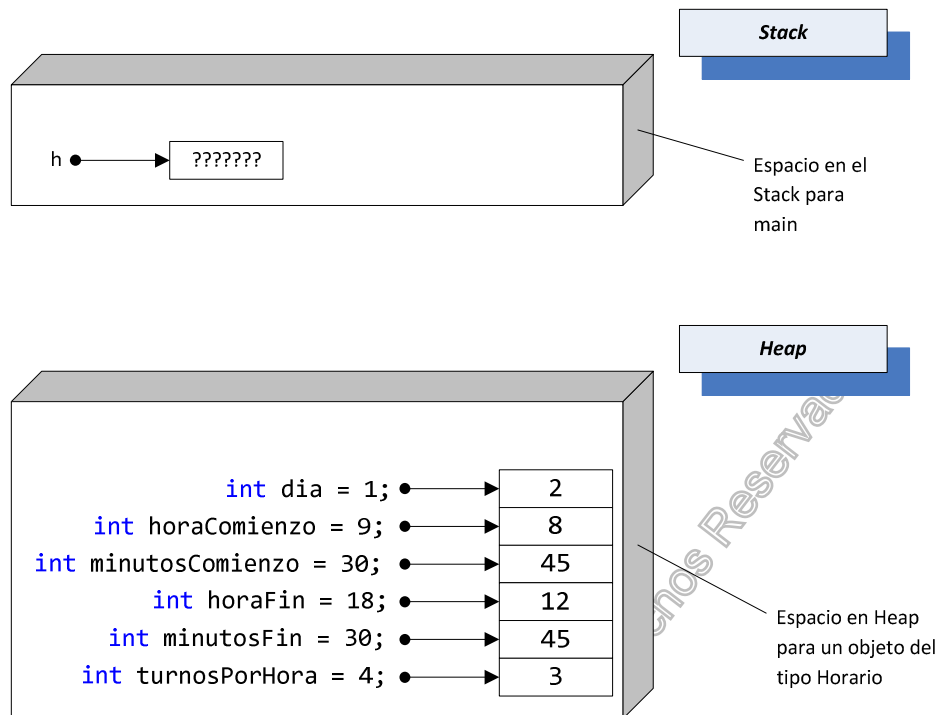 Stack
h
???????
Espacio en el
Stack para
main
Heap
int dia = 1;
2
int horaComienzo = 9;
8
int minutosComienzo = 30;
45
int horaFin = 18;
12
int minutosFin = 30;
45
int turnosPorHora = 4;
3
Espacio en Heap
para un objeto del
tipo Horario